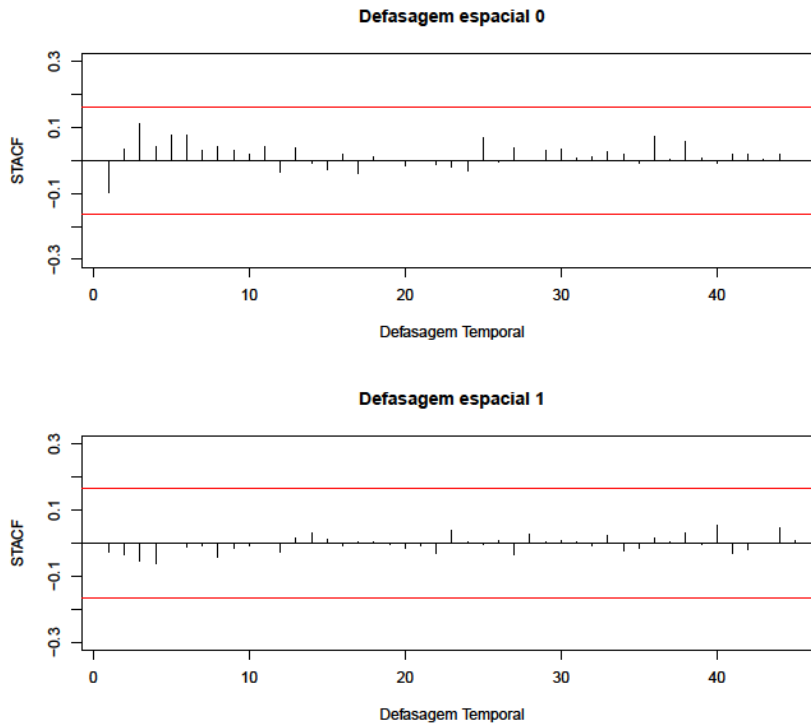 Defasagem espacial 0
STACF
0.3
0.1
−0.1
−0.3
0 10 20 30 40
Defasagem Temporal
Defasagem espacial 1
STACF
0.3
0.1
−0.1
−0.3
0 10 20 30 40
Defasagem Temporal